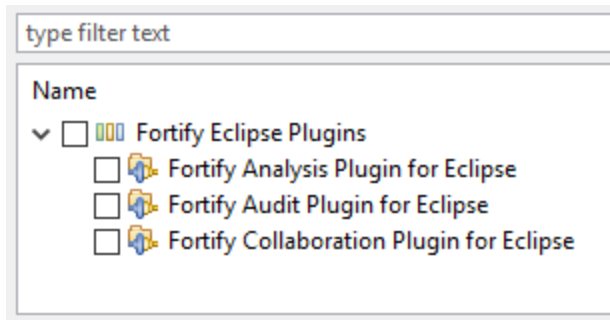 type filter text
Name
Fortify Eclipse Plugins
Fortify Analysis Plugin for Eclipse
Fortify Audit Plugin for Eclipse
Fortify Collaboration Plugin for Eclipse